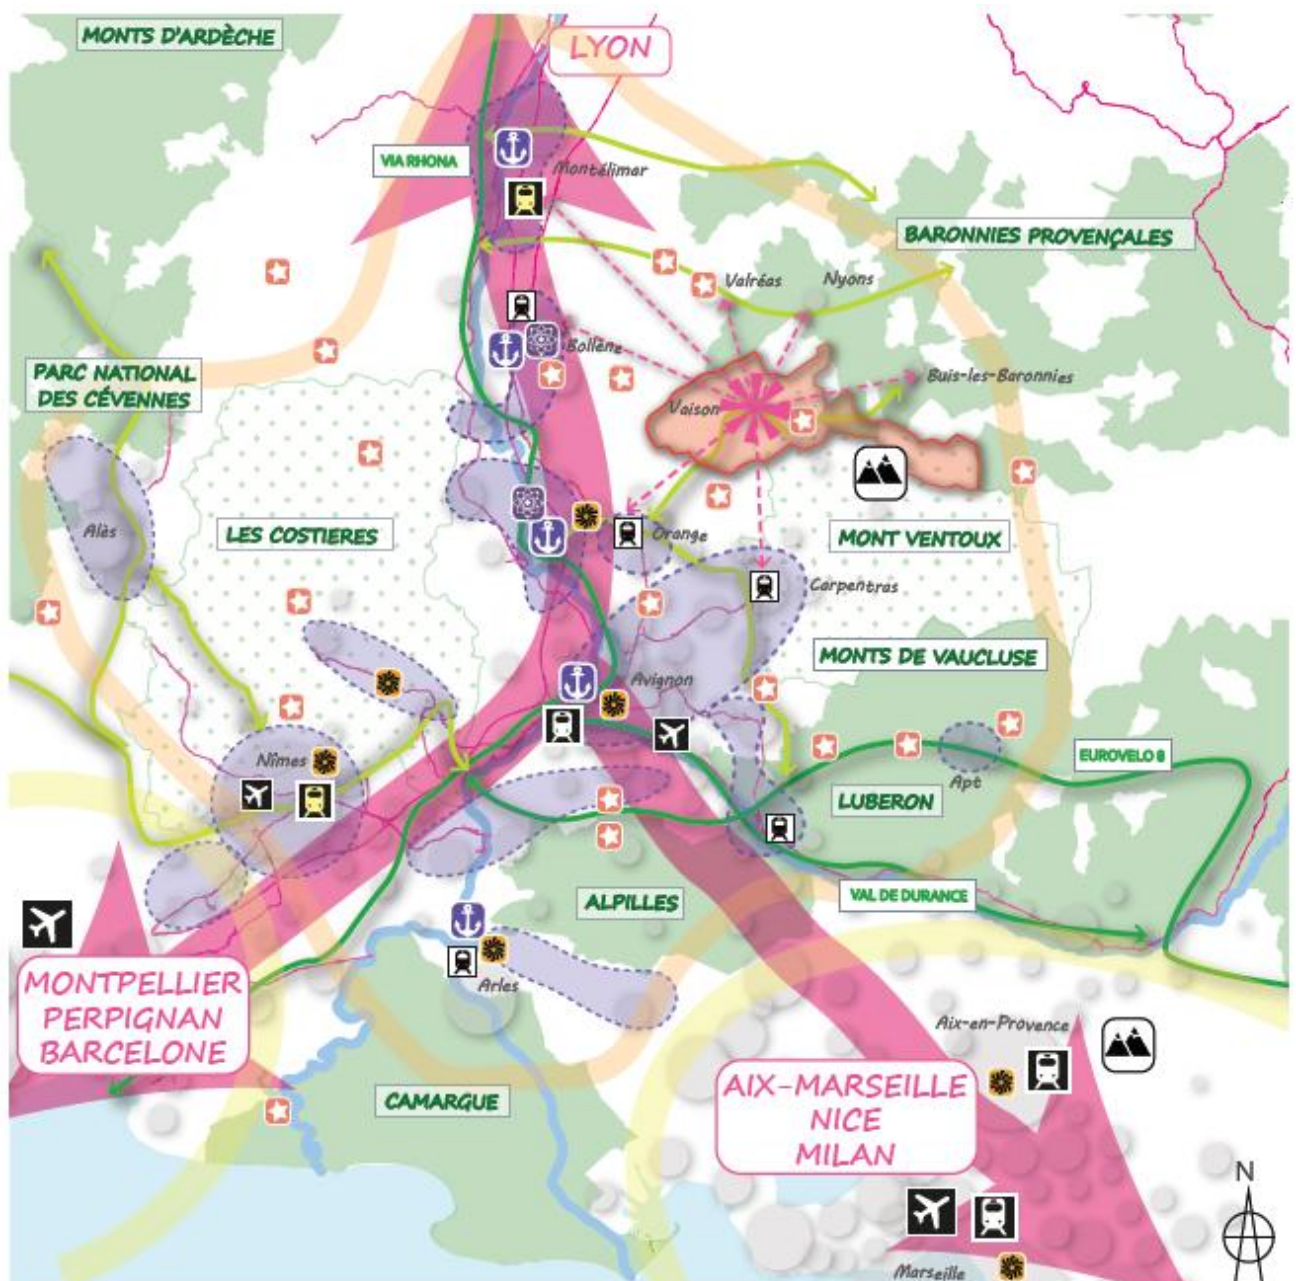 MONTS D'ARDÈCHE
LYON
VIA RHONA
Montélimar
BARONNIES PROVENÇALES
Valréas
Nyons
Bollène
PARC NATIONAL
DES CÉVENNES
Buis-les-Baronnies
Vaison
Alès
LES COSTIERES
Orange
MONT VENTOUX
Carpentras
MONTS DE VAUCLUSE
Avignon
Nîmes
EUROVELO 8
Apt
LUBERON
VAL DE DURANCE
ALPILLES
MONTPELLIER
PERPIGNAN
BARCELONE
Arles
Aix-en-Provence
CAMARGUE
AIX-MARSEILLE
NICE
MILAN
N
Marseille